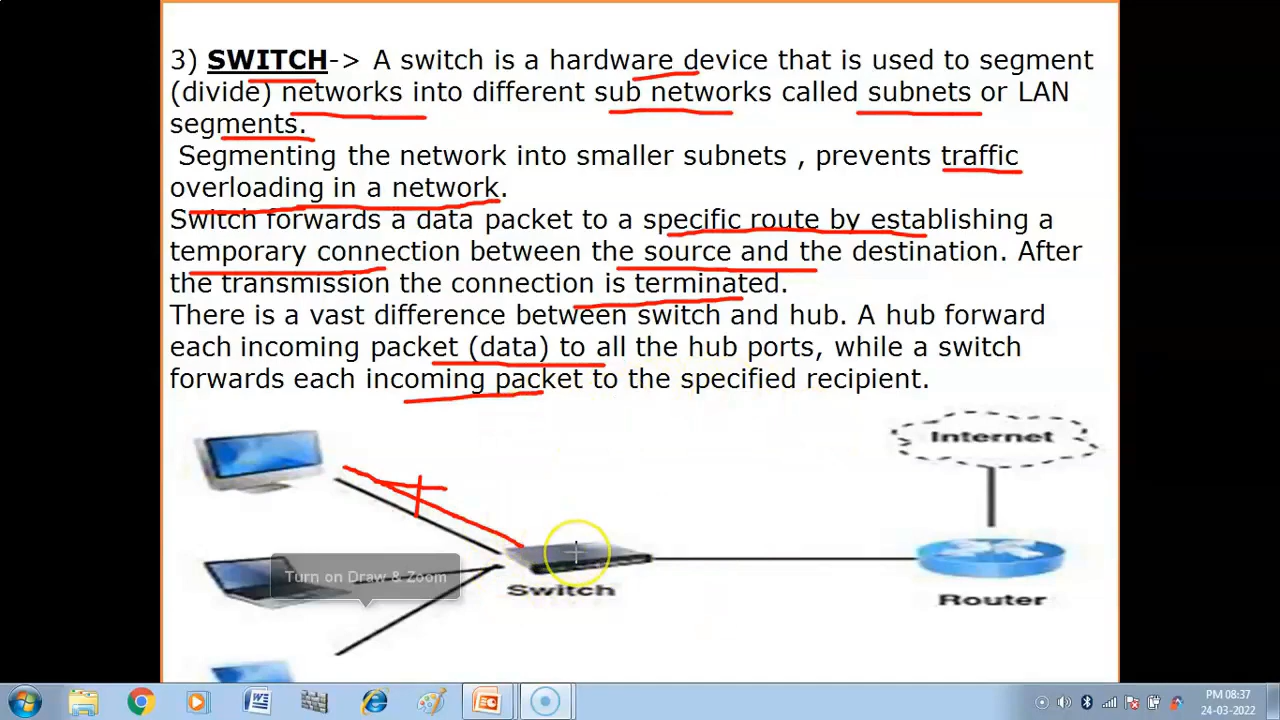 3) SWITCH-> A switch is a hardware device that is used to segment
(divide) networks into different sub networks called subnets or LAN
segments.
Segmenting the network into smaller subnets , prevents traffic
overloading in a network.
Switch forwards a data packet to a specific route by establishing a
temporary connection between the source and the destination. After
the transmission the connection is terminated.
There is a vast difference between switch and hub. A hub forward
each incoming packet (data) to all the hub ports, while a switch
forwards each incoming packet to the specified recipient.
Internet
Turn on Draw & Zoom
Switch
Router
PM 08:37
24-03-2022